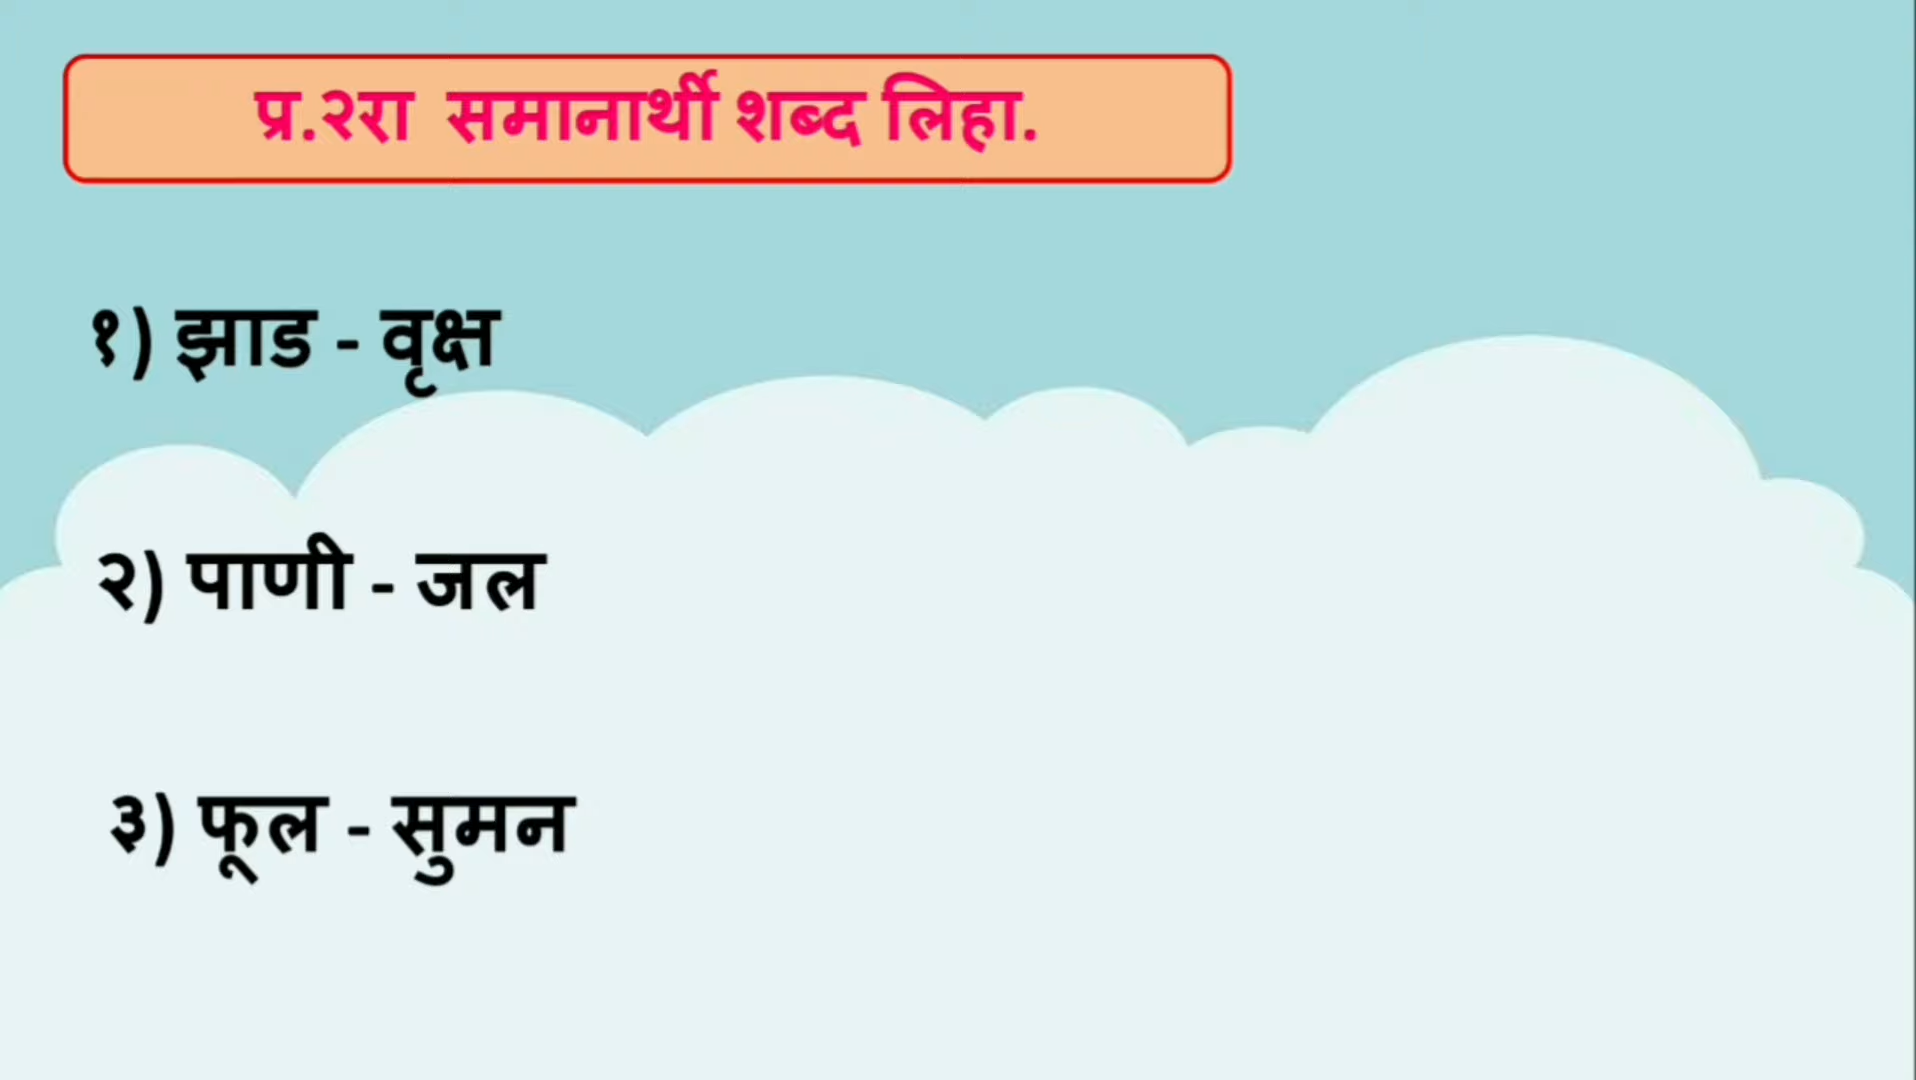 प्र.२रा  समानार्थी शब्द लिहा.
१) झाड - वृक्ष
२) पाणी - जल
३) फूल - सुमन